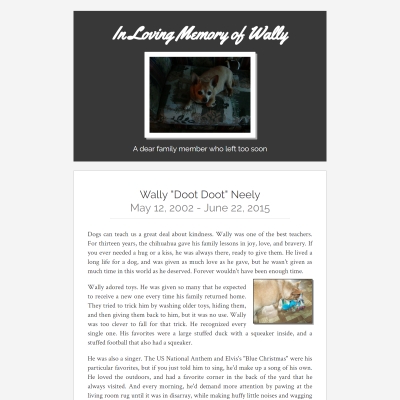 In Loving Memory of Wally
A dear family member who left too soon
Wally "Doot Doot" Neely
May 12, 2002 - June 22, 2015
Dogs can teach us a great deal about kindness. Wally was one of the best teachers.
For thirteen years, the chihuahua gave his family lessons in joy, love, and bravery. If
you ever needed a hug or a kiss, he was always there, ready to give them. He lived a
long life for a dog, and was given as much love as he gave, but he wasn't given as
much time in this world as he deserved. Forever wouldn't have been enough time.
Wally adored toys. He was given so many that he expected
to receive a new one every time his family returned home.
They tried to trick him by washing older toys, hiding them,
and then giving them back to him, but it was no use. Wally
was too clever to fall for that trick. He recognized every
single one. His favorites were a large stuffed duck with a squeaker inside, and a
stuffed football that also had a squeaker.
He was also a singer. The US National Anthem and Elvis's "Blue Christmas" were his
particular favorites, but if you just told him to sing, he'd make up a song of his own.
He loved the outdoors, and had a favorite corner in the back of the yard that he
always visited. And every morning, he'd demand more attention by pawing at the
living room rug until it was in disarray, while making huffy little noises and wagging